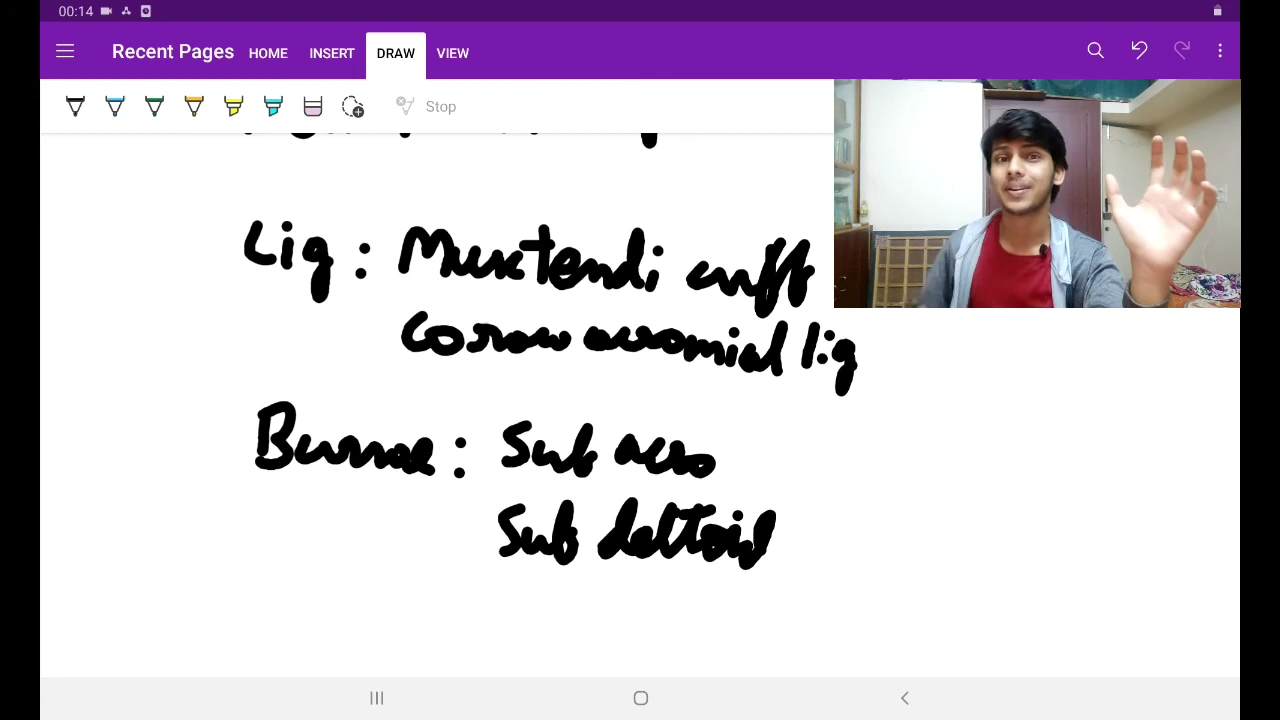 00:14
Recent Pages HOME INSERT DRAW VIEW
Stop
Lig : Musctendi cuff
Coraco acromial lig
Bursae : Sub acro
Sub deltoid